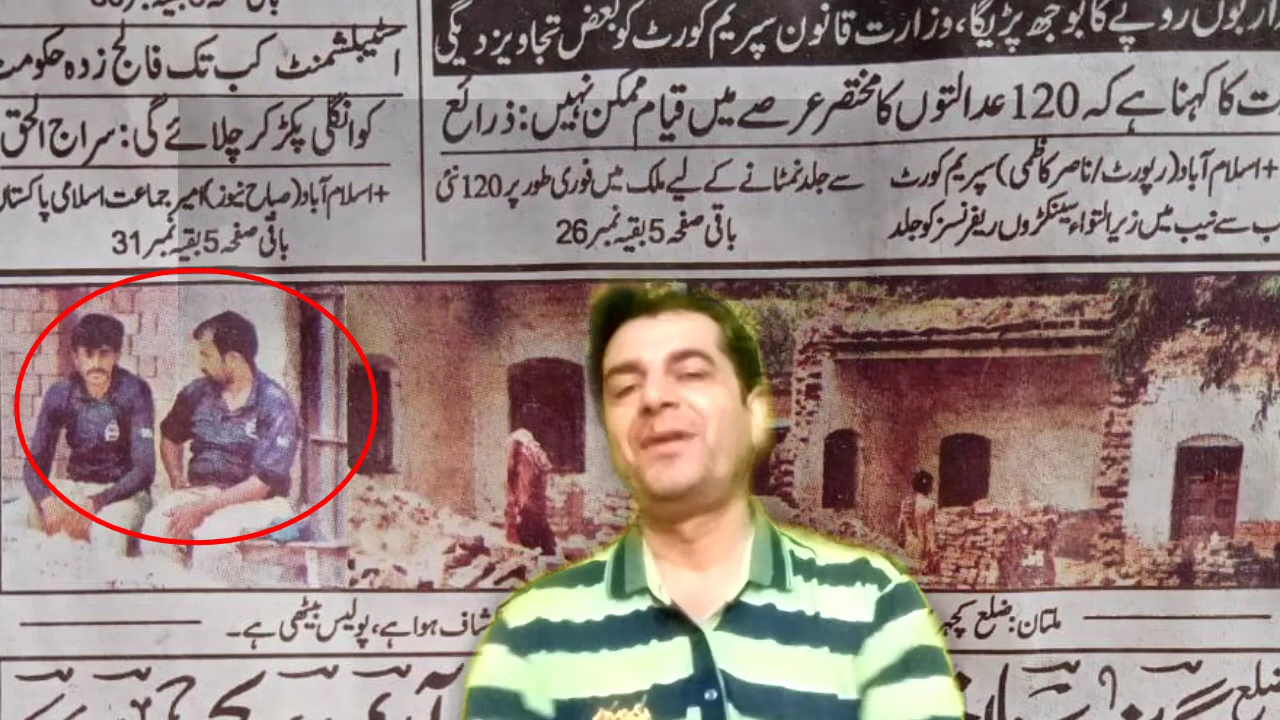 اربوں روپے کا بوجھ پڑیگا، وزارت قانون سپریم کورٹ کو بعض تجاویز دیگی
ت کا کہنا ہے کہ 120 عدالتوں کا مختصر عرصے میں قیام ممکن نہیں: ذرائع
+اسلام آباد (رپورٹ/ناصر کاظمی) سپریم کورٹ
ب سے نیب میں زیرالتواء سینکڑوں ریفرنسز کو جلد
سے جلد نمٹانے کے لیے ملک میں فوری طور پر 120 نئی
باقی صفحہ 5 بقیہ نمبر 26
اسٹیبلشمنٹ کب تک فالج زدہ حکومت
کو انگلی پکڑ کر چلائے گی: سراج الحق
+اسلام آباد (صباح نیوز) امیر جماعت اسلامی پاکستان
باقی صفحہ 5 بقیہ نمبر 31
ملتان: ضلع کچہ
شاف ہوا ہے، پولیس بیٹھی ہے۔
ضلع